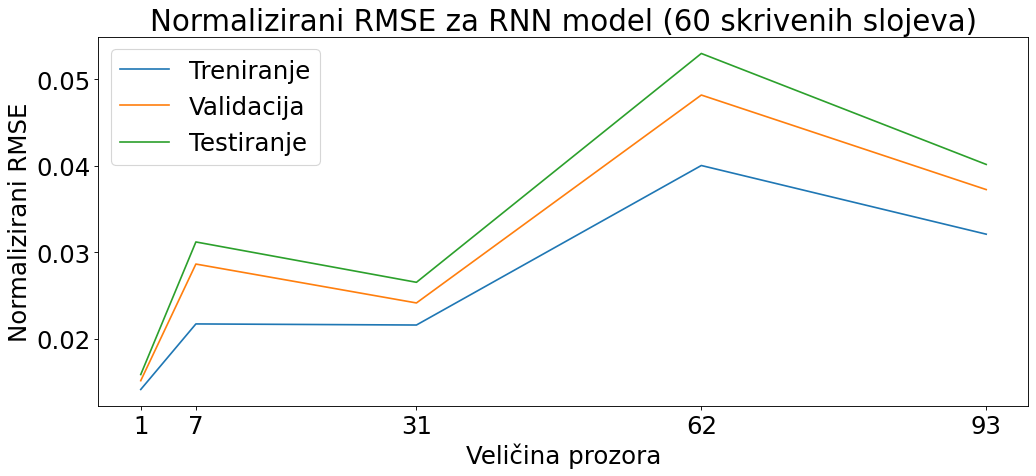 Normalizirani RMSE za RNN model (60 skrivenih slojeva)
Treniranje
Validacija
Testiranje
Normalizirani RMSE
0.05
0.04
0.03
0.02
1 7 31 62 93
Veličina prozora